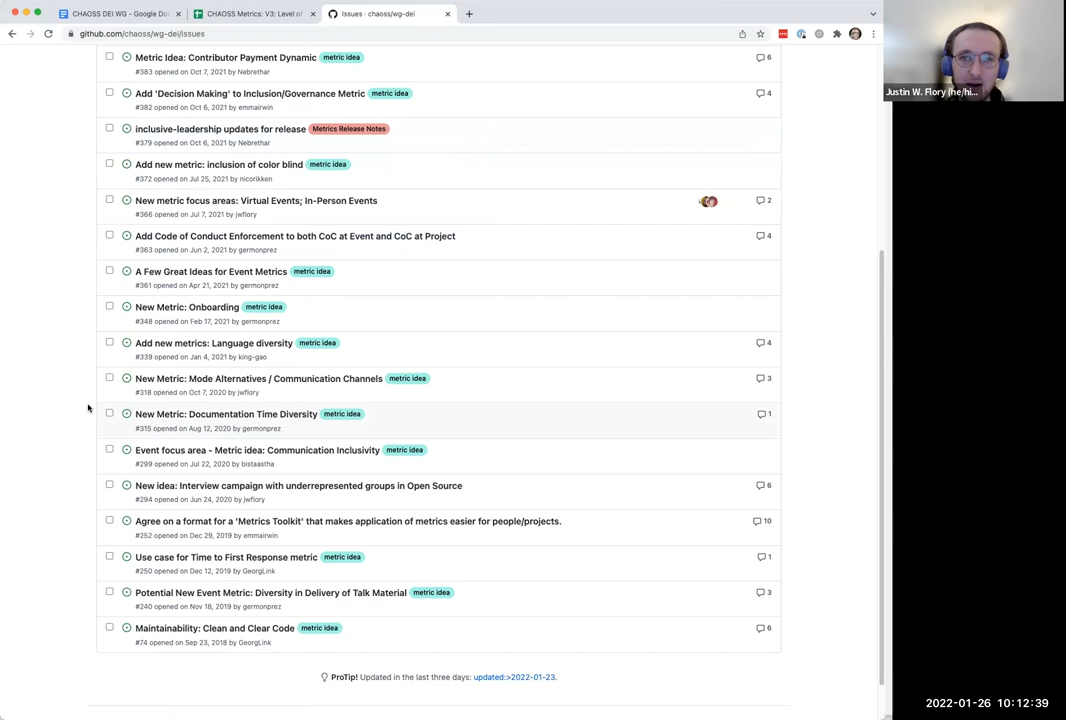 CHAOSS DEI WG - Google Do
CHAOSS Metrics: V3: Level of
Issues · chaoss/wg-dei
github.com/chaoss/wg-dei/issues
Metric Idea: Contributor Payment Dynamic metric idea 6
#383 opened on Oct 7, 2021 by Nebrethar
Add 'Decision Making' to Inclusion/Governance Metric metric idea 4
#382 opened on Oct 6, 2021 by emmairwin
inclusive-leadership updates for release Metrics Release Notes
#379 opened on Oct 6, 2021 by Nebrethar
Add new metric: inclusion of color blind metric idea
#372 opened on Jul 25, 2021 by nicorikken
New metric focus areas: Virtual Events; In-Person Events 2
#366 opened on Jul 7, 2021 by jwflory
Add Code of Conduct Enforcement to both CoC at Event and CoC at Project 4
#363 opened on Jun 2, 2021 by germonprez
A Few Great Ideas for Event Metrics metric idea
#361 opened on Apr 21, 2021 by germonprez
New Metric: Onboarding metric idea
#348 opened on Feb 17, 2021 by germonprez
Add new metrics: Language diversity metric idea 4
#339 opened on Jan 4, 2021 by king-gao
New Metric: Mode Alternatives / Communication Channels metric idea 3
#318 opened on Oct 7, 2020 by jwflory
New Metric: Documentation Time Diversity metric idea 1
#315 opened on Aug 12, 2020 by germonprez
Event focus area - Metric idea: Communication Inclusivity metric idea
#299 opened on Jul 22, 2020 by bistaastha
New idea: Interview campaign with underrepresented groups in Open Source 6
#294 opened on Jun 24, 2020 by jwflory
Agree on a format for a 'Metrics Toolkit' that makes application of metrics easier for people/projects. 10
#252 opened on Dec 29, 2019 by emmairwin
Use case for Time to First Response metric metric idea 1
#250 opened on Dec 12, 2019 by GeorgLink
Potential New Event Metric: Diversity in Delivery of Talk Material metric idea 3
#240 opened on Nov 18, 2019 by germonprez
Maintainability: Clean and Clear Code metric idea 6
#74 opened on Sep 23, 2018 by GeorgLink
ProTip! Updated in the last three days: updated:>2022-01-23.
Justin W. Flory (he/hi...
2022-01-26 10:12:39